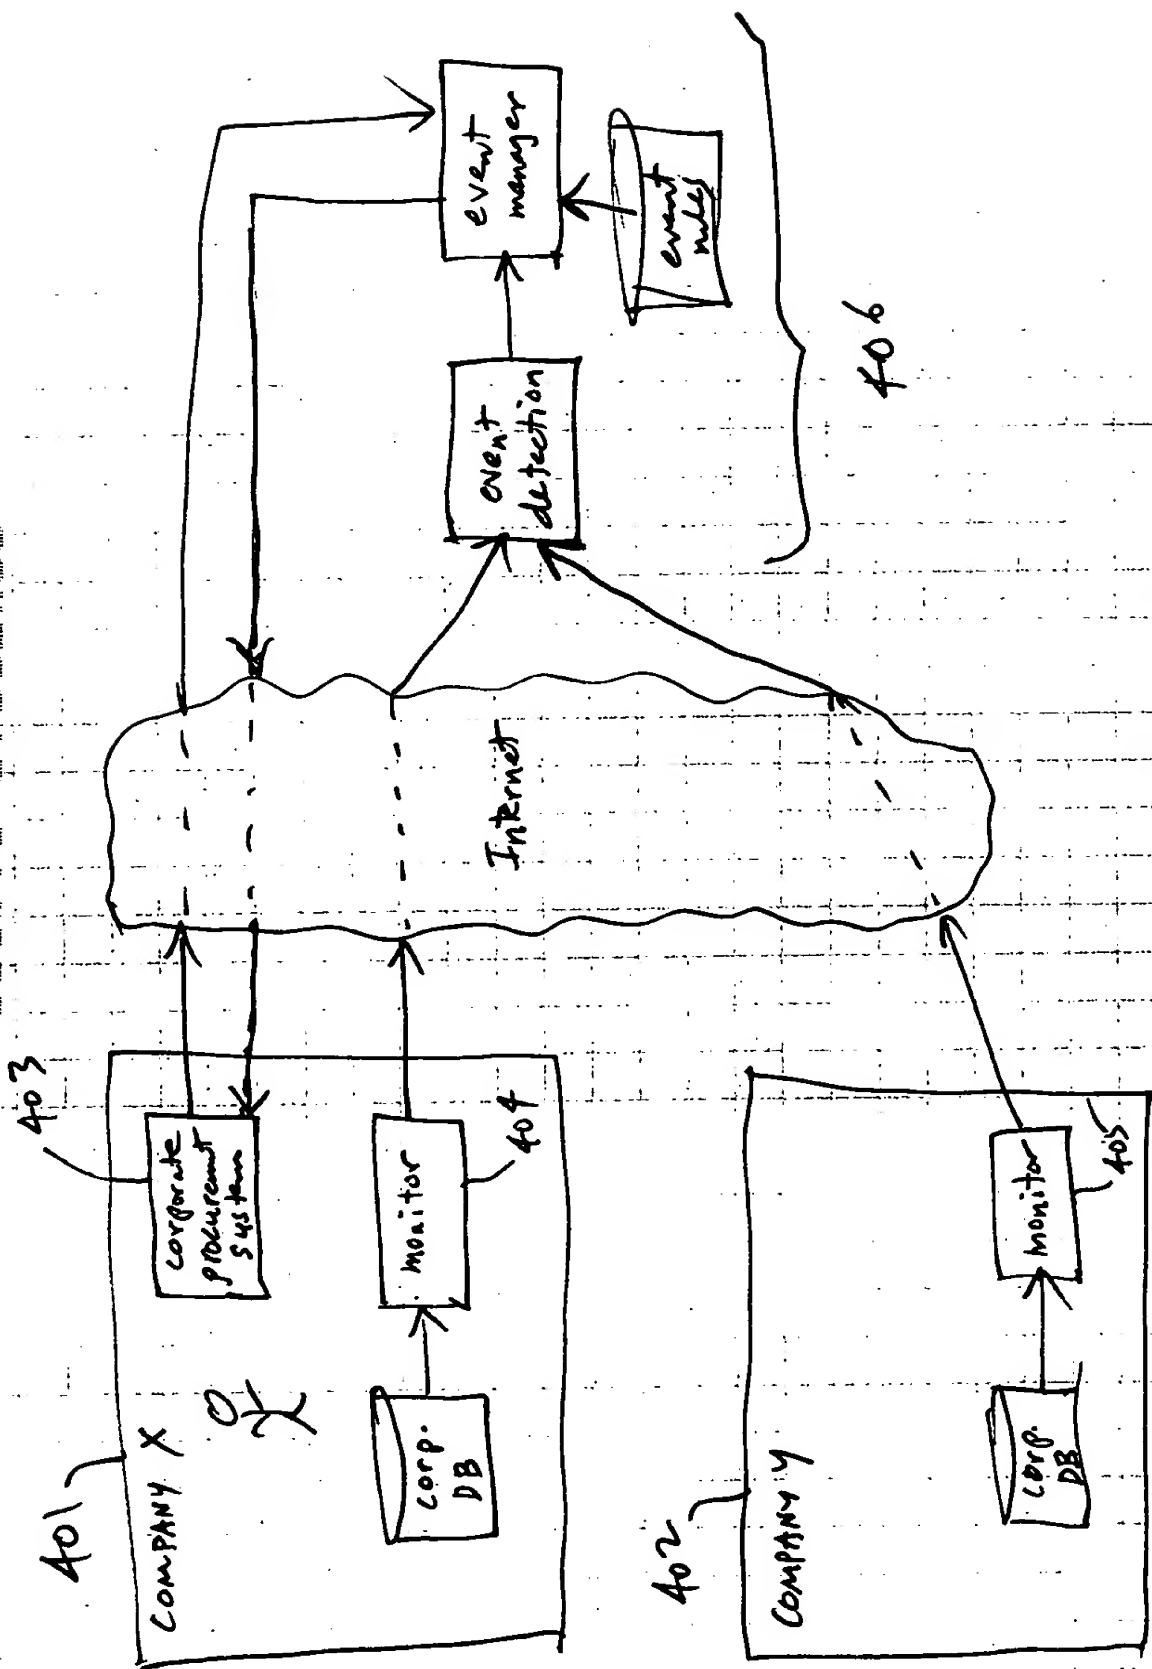 401
COMPANY X
403
corporate
procurement
system
corp.
DB
monitor
404
402
COMPANY Y
corp.
DB
monitor
405
Internet
event
detection
event
manager
event
rules
406